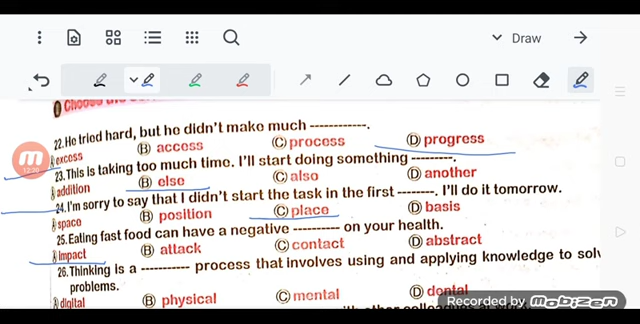 Draw
22.He tried hard, but he didn't make much ------------.
Ⓐ excess Ⓑ access Ⓒ process Ⓓ progress
23.This is taking too much time. I'll start doing something --------.
Ⓐ addition Ⓑ else Ⓒ also Ⓓ another
24.I'm sorry to say that I didn't start the task in the first -------. I'll do it tomorrow.
Ⓐ space Ⓑ position Ⓒ place Ⓓ basis
25.Eating fast food can have a negative ---------- on your health.
Ⓐ impact Ⓑ attack Ⓒ contact Ⓓ abstract
26.Thinking is a ---------- process that involves using and applying knowledge to solv
problems.
Ⓐ digital Ⓑ physical Ⓒ mental Ⓓ dental
Recorded by Mobizen
12:20